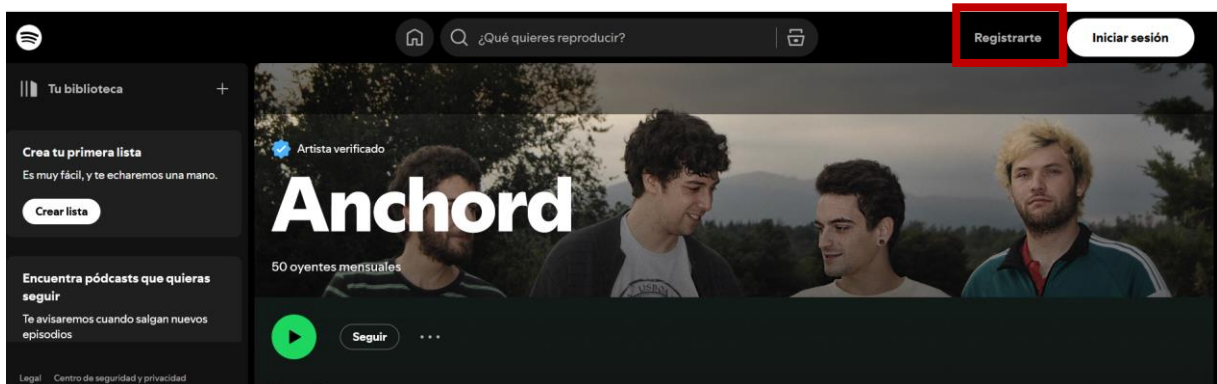 ¿Qué quieres reproducir?
Registrarte
Iniciar sesión
Tu biblioteca
Crea tu primera lista
Es muy fácil, y te echaremos una mano.
Crear lista
Encuentra pódcasts que quieras
seguir
Te avisaremos cuando salgan nuevos
episodios
Legal Centro de seguridad y privacidad
Artista verificado
Anchord
50 oyentes mensuales
LISBOA
Seguir